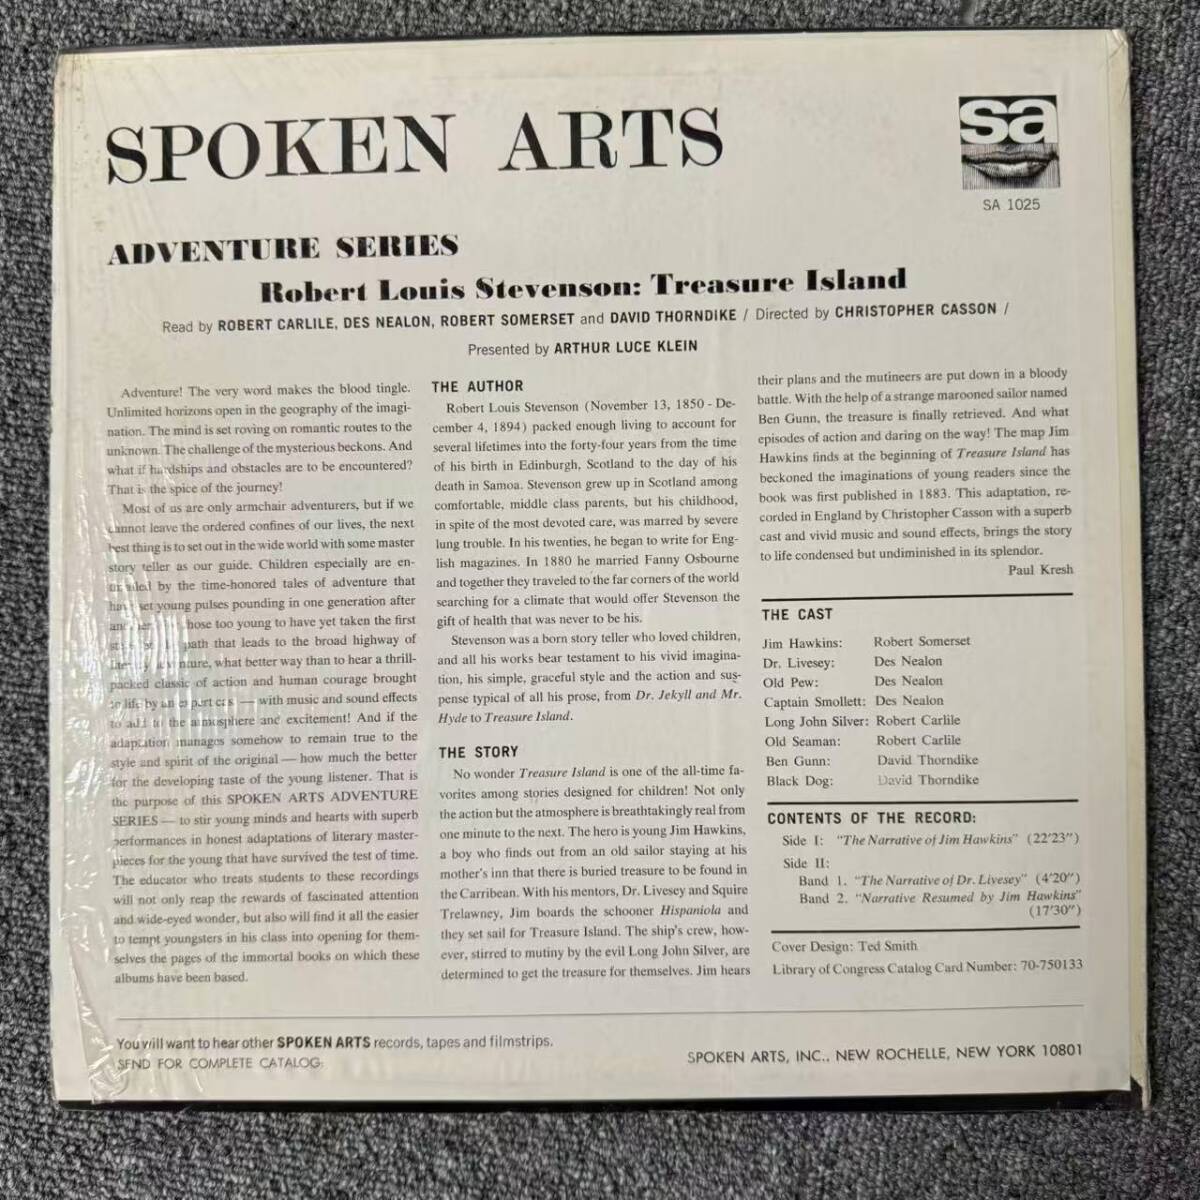 SPOKEN ARTS
sa
SA 1025
ADVENTURE SERIES
Robert Louis Stevenson: Treasure Island
Read by ROBERT CARLILE, DES NEALON, ROBERT SOMERSET and DAVID THORNDIKE / Directed by CHRISTOPHER CASSON /
Presented by ARTHUR LUCE KLEIN
Adventure! The very word makes the blood tingle.
Unlimited horizons open in the geography of the imagi-
nation. The mind is set roving on romantic routes to the
unknown. The challenge of the mysterious beckons. And
what if hardships and obstacles are to be encountered?
That is the spice of the journey!
Most of us are only armchair adventurers, but if we
cannot leave the ordered confines of our lives, the next
best thing is to set out in the wide world with some master
story teller as our guide. Children especially are en-
by the time-honored tales of adventure that
have set young pulses pounding in one generation after
those too young to have yet taken the first
path that leads to the broad highway of
adventure, what better way than to hear a thrill-
packed classic of action and human courage brought
to life by an expert cast — with music and sound effects
to add to the atmosphere and excitement! And if the
adaptation manages somehow to remain true to the
style and spirit of the original — how much the better
for the developing taste of the young listener. That is
the purpose of this SPOKEN ARTS ADVENTURE
SERIES — to stir young minds and hearts with superb
performances in honest adaptations of literary master-
pieces for the young that have survived the test of time.
The educator who treats students to these recordings
will not only reap the rewards of fascinated attention
and wide-eyed wonder, but also will find it all the easier
to tempt youngsters in his class into opening for them-
selves the pages of the immortal books on which these
albums have been based.
THE AUTHOR
Robert Louis Stevenson (November 13, 1850 - De-
cember 4, 1894) packed enough living to account for
several lifetimes into the forty-four years from the time
of his birth in Edinburgh, Scotland to the day of his
death in Samoa. Stevenson grew up in Scotland among
comfortable, middle class parents, but his childhood,
in spite of the most devoted care, was marred by severe
lung trouble. In his twenties, he began to write for Eng-
lish magazines. In 1880 he married Fanny Osbourne
and together they traveled to the far corners of the world
searching for a climate that would offer Stevenson the
gift of health that was never to be his.
Stevenson was a born story teller who loved children,
and all his works bear testament to his vivid imagina-
tion, his simple, graceful style and the action and sus-
pense typical of all his prose, from Dr. Jekyll and Mr.
Hyde to Treasure Island.
THE STORY
No wonder Treasure Island is one of the all-time fa-
vorites among stories designed for children! Not only
the action but the atmosphere is breathtakingly real from
one minute to the next. The hero is young Jim Hawkins,
a boy who finds out from an old sailor staying at his
mother's inn that there is buried treasure to be found in
the Carribean. With his mentors, Dr. Livesey and Squire
Trelawney, Jim boards the schooner Hispaniola and
they set sail for Treasure Island. The ship's crew, how-
ever, stirred to mutiny by the evil Long John Silver, are
determined to get the treasure for themselves. Jim hears
their plans and the mutineers are put down in a bloody
battle. With the help of a strange marooned sailor named
Ben Gunn, the treasure is finally retrieved. And what
episodes of action and daring on the way! The map Jim
Hawkins finds at the beginning of Treasure Island has
beckoned the imaginations of young readers since the
book was first published in 1883. This adaptation, re-
corded in England by Christopher Casson with a superb
cast and vivid music and sound effects, brings the story
to life condensed but undiminished in its splendor.
Paul Kresh
THE CAST
Jim Hawkins: Robert Somerset
Dr. Livesey: Des Nealon
Old Pew: Des Nealon
Captain Smollett: Des Nealon
Long John Silver: Robert Carlile
Old Seaman: Robert Carlile
Ben Gunn: David Thorndike
Black Dog: David Thorndike
CONTENTS OF THE RECORD:
Side I: "The Narrative of Jim Hawkins" (22'23")
Side II:
Band 1. "The Narrative of Dr. Livesey" (4'20")
Band 2. "Narrative Resumed by Jim Hawkins"
(17'30")
Cover Design: Ted Smith
Library of Congress Catalog Card Number: 70-750133
You will want to hear other SPOKEN ARTS records, tapes and filmstrips.
SEND FOR COMPLETE CATALOG.
SPOKEN ARTS, INC., NEW ROCHELLE, NEW YORK 10801